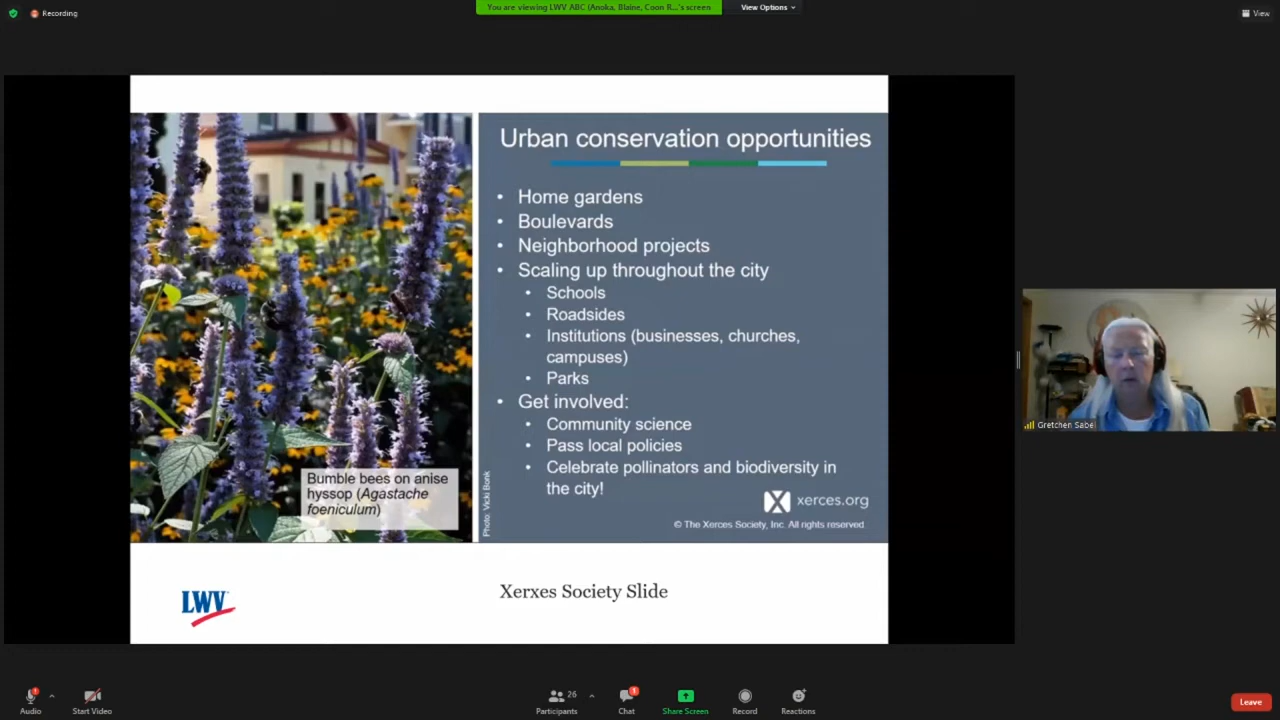 Recording
You are viewing LWV ABC (Anoka, Blaine, Coon R...'s screen
View Options
View
Urban conservation opportunities
• Home gardens
• Boulevards
• Neighborhood projects
• Scaling up throughout the city
• Schools
• Roadsides
• Institutions (businesses, churches,
campuses)
• Parks
• Get involved:
• Community science
• Pass local policies
• Celebrate pollinators and biodiversity in
the city!
Bumble bees on anise
hyssop (Agastache
foeniculum)
Photo: Vicki Bonk
xerces.org
© The Xerces Society, Inc. All rights reserved.
LWV
Xerxes Society Slide
Gretchen Sabel
Audio
Start Video
26
Participants
Chat
Share Screen
Record
Reactions
Leave